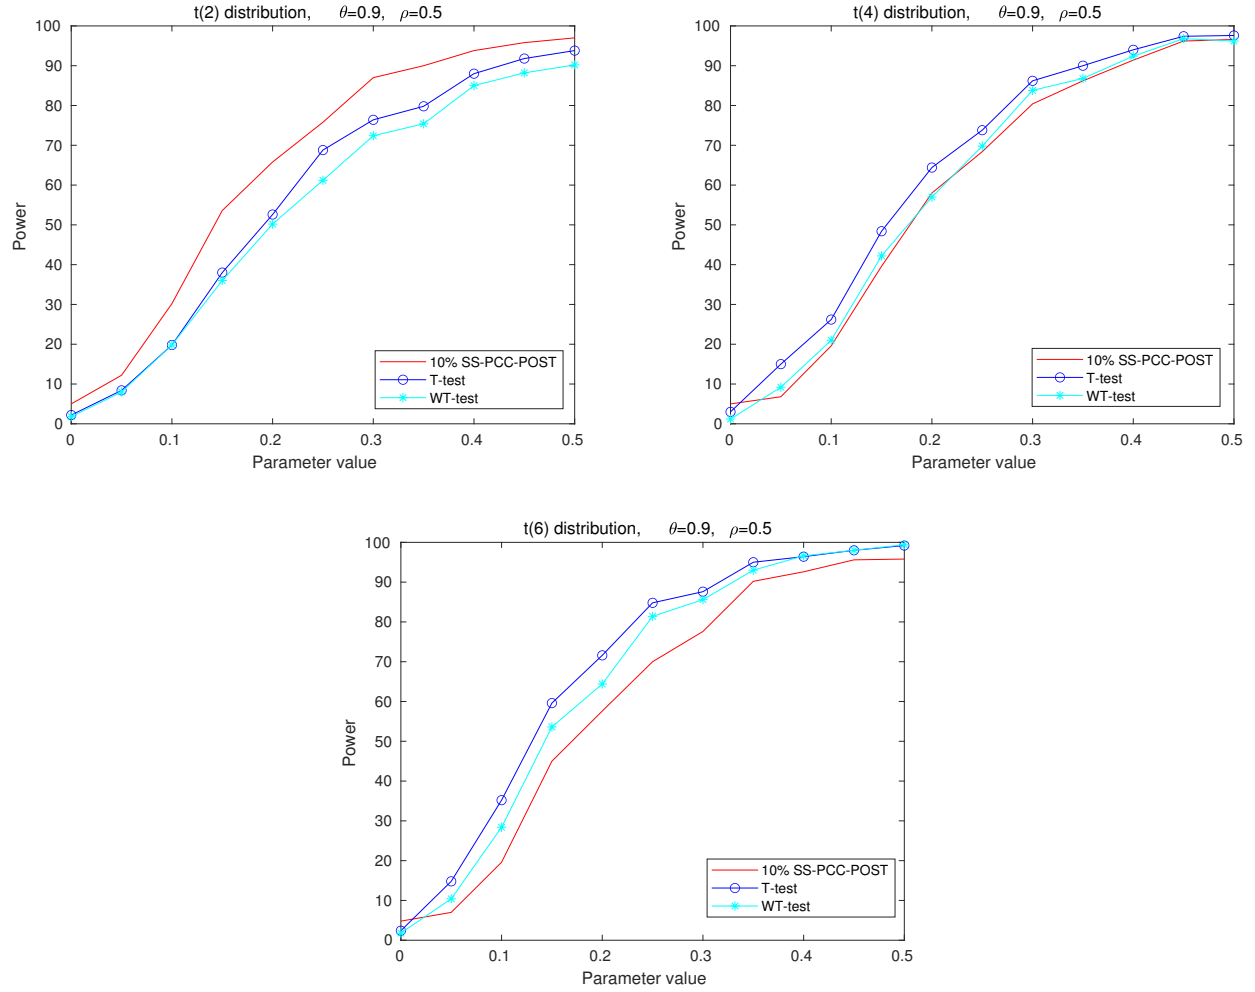 t(2) distribution, θ=0.9, ρ=0.5
100
90
80
70
60
50
40
30
20
10
0
Power
10% SS-PCC-POST
T-test
WT-test
0 0.1 0.2 0.3 0.4 0.5
Parameter value
t(4) distribution, θ=0.9, ρ=0.5
100
90
80
70
60
50
40
30
20
10
0
Power
10% SS-PCC-POST
T-test
WT-test
0 0.1 0.2 0.3 0.4 0.5
Parameter value
t(6) distribution, θ=0.9, ρ=0.5
100
90
80
70
60
50
40
30
20
10
0
Power
10% SS-PCC-POST
T-test
WT-test
0 0.1 0.2 0.3 0.4 0.5
Parameter value